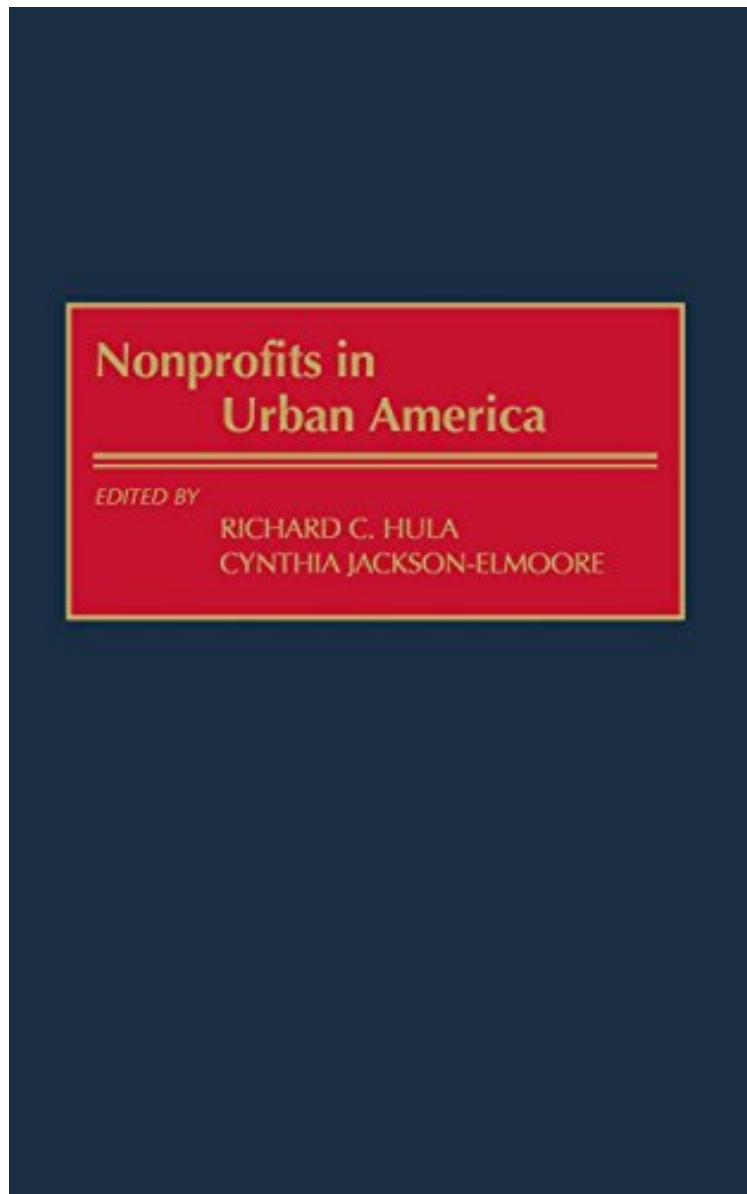 Nonprofits in
Urban America
EDITED BY
RICHARD C. HULA
CYNTHIA JACKSON-ELMOORE